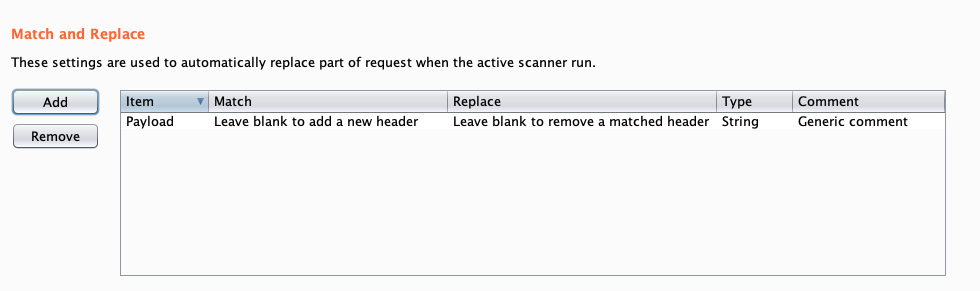 Match and Replace
These settings are used to automatically replace part of request when the active scanner run.
Add
Remove
Item Match Replace Type Comment
Payload Leave blank to add a new header Leave blank to remove a matched header String Generic comment